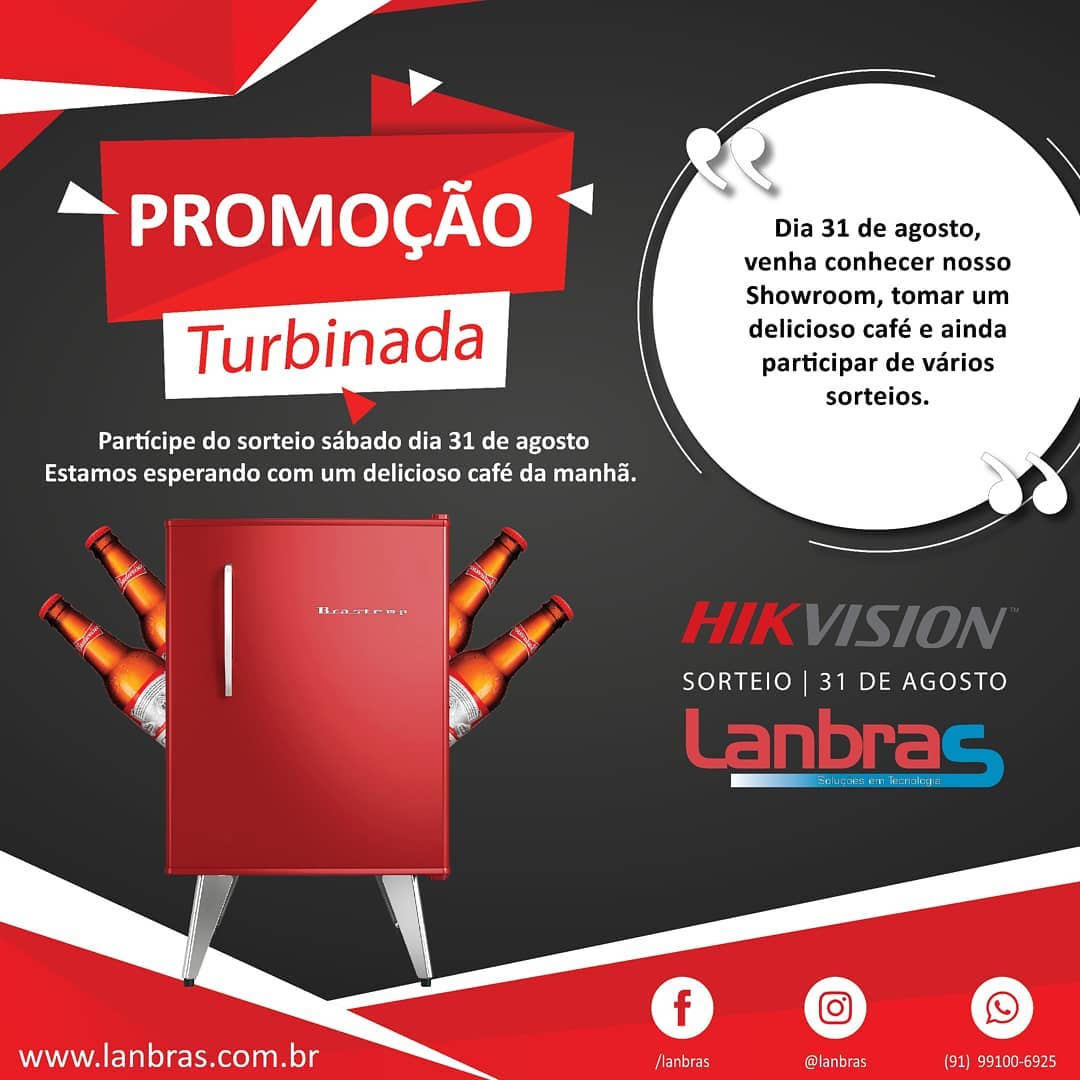 PROMOÇÃO
Turbinada
Partícipe do sorteio sábado dia 31 de agosto
Estamos esperando com um delicioso café da manhã.
Dia 31 de agosto,
venha conhecer nosso
Showroom, tomar um
delicioso café e ainda
participar de vários
sorteios.
Brastemp
HIKVISION™
SORTEIO | 31 DE AGOSTO
Lanbras
Soluções em Tecnologia
www.lanbras.com.br
/lanbras
@lanbras
(91) 99100-6925